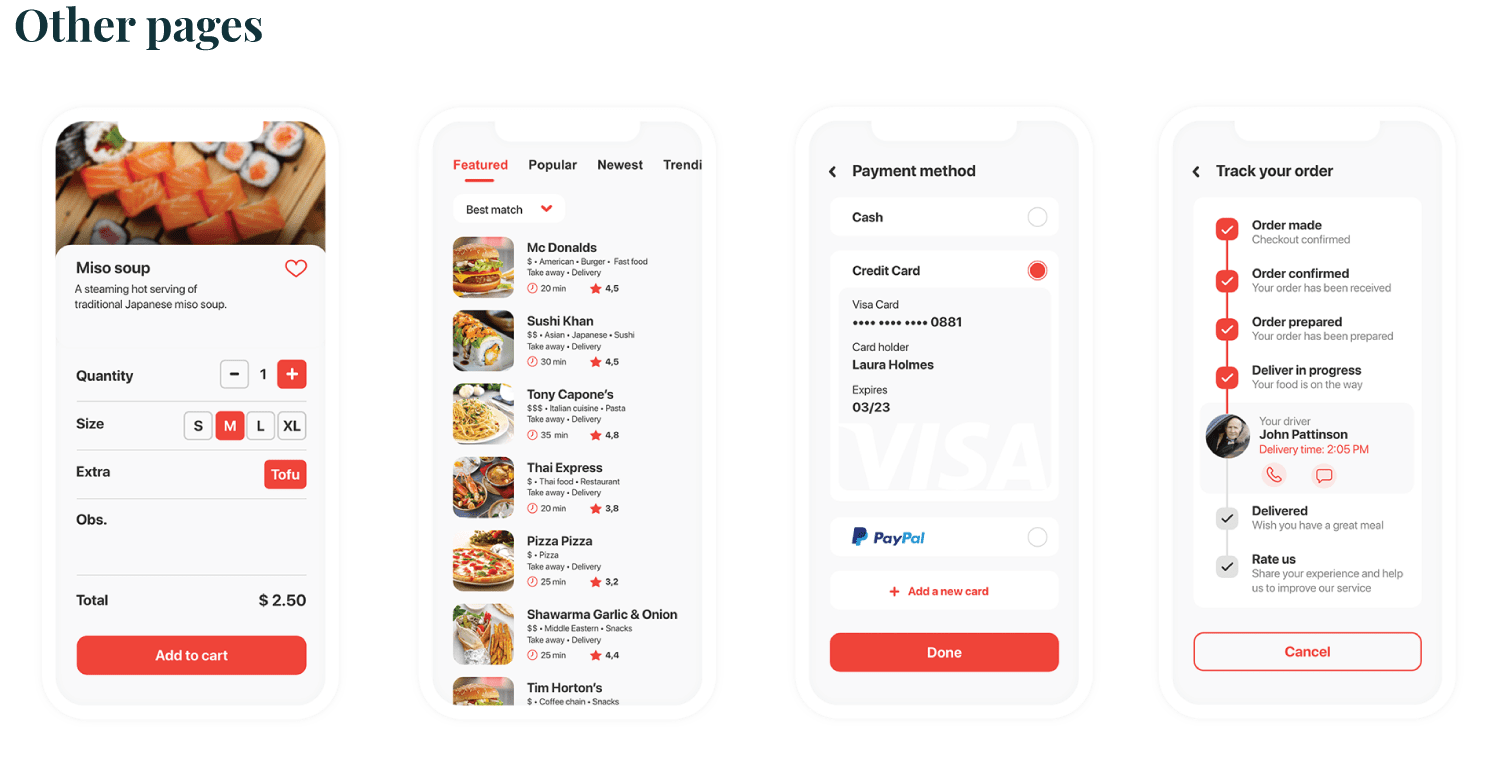 Other pages
Miso soup
A steaming hot serving of
traditional Japanese miso soup.
Quantity
- 1 +
Size
S M L XL
Extra
Tofu
Obs.
Total
$ 2.50
Add to cart
Featured Popular Newest Trendi
Best match
Mc Donalds
$ • American • Burger • Fast food
Take away • Delivery
20 min 4,5
Sushi Khan
$$ • Asian • Japanese • Sushi
Take away • Delivery
30 min 4,5
Tony Capone’s
$$$ • Italian cuisine • Pasta
Take away • Delivery
35 min 4,8
Thai Express
$ • Thai food • Restaurant
Take away • Delivery
20 min 3,8
Pizza Pizza
$ • Pizza
Take away • Delivery
25 min 3,2
Shawarma Garlic & Onion
$$ • Middle Eastern • Snacks
Take away • Delivery
25 min 4,4
Tim Horton’s
$ • Coffee chain • Snacks
Payment method
Cash
Credit Card
Visa Card
•••• •••• •••• 0881
Card holder
Laura Holmes
Expires
03/23
VISA
PayPal
+ Add a new card
Done
Track your order
Order made
Checkout confirmed
Order confirmed
Your order has been received
Order prepared
Your order has been prepared
Deliver in progress
Your food is on the way
Your driver
John Pattinson
Delivery time: 2:05 PM
Delivered
Wish you have a great meal
Rate us
Share your experience and help
us to improve our service
Cancel